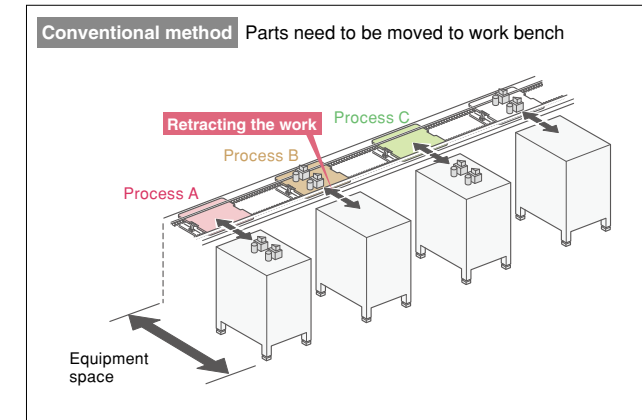 Conventional method Parts need to be moved to work bench
Process C
Retracting the work
Process B
Process A
Equipment
space